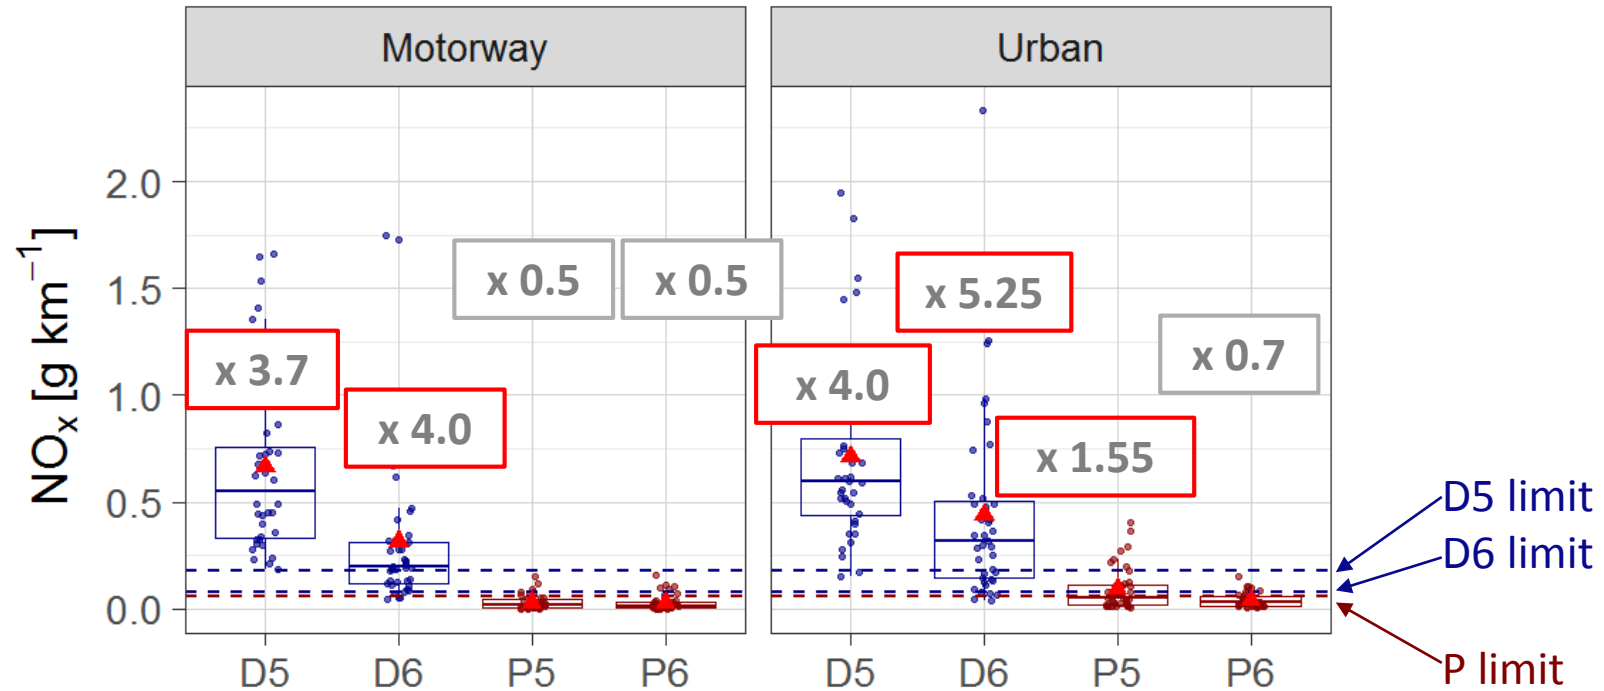 Motorway
Urban
NOₓ [g km⁻¹]
2.0
1.5
1.0
0.5
0.0
x 3.7
x 4.0
x 0.5
x 0.5
x 4.0
x 5.25
x 1.55
x 0.7
D5 D6 P5 P6
D5 D6 P5 P6
D5 limit
D6 limit
P limit